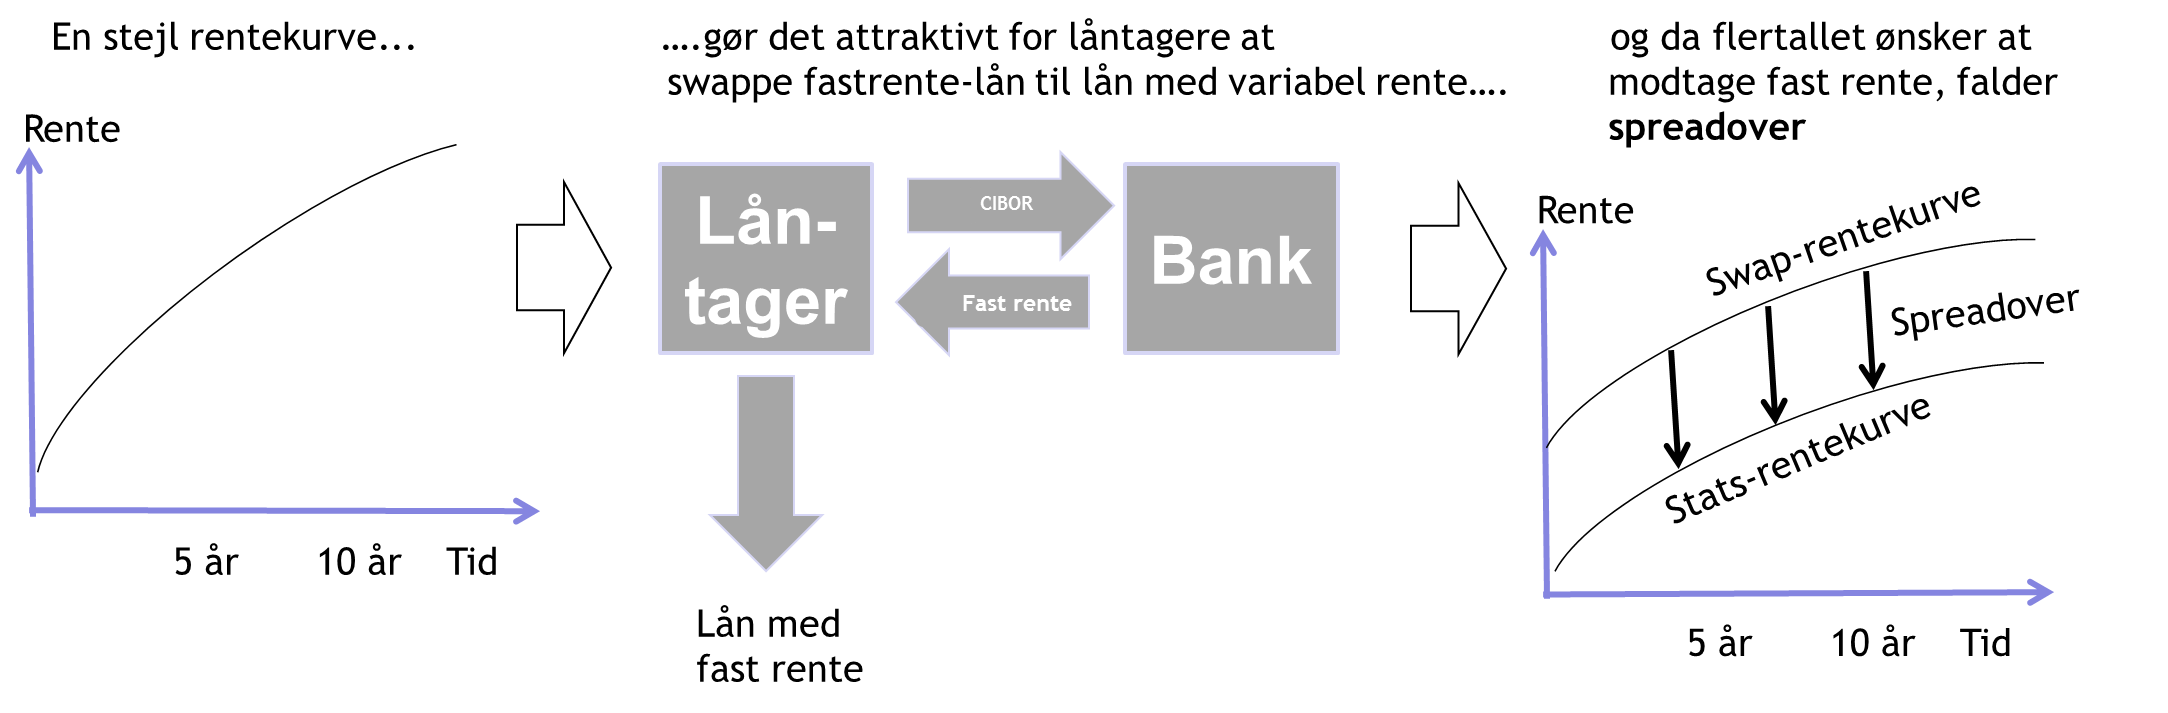 En stejl rentekurve...
Rente
5 år
10 år
Tid
....gør det attraktivt for låntagere at
swappe fastrente-lån til lån med variabel rente....
Lån-
tager
CIBOR
Fast rente
Bank
Lån med
fast rente
og da flertallet ønsker at
modtage fast rente, falder
spreadover
Rente
Swap-rentekurve
Spreadover
Stats-rentekurve
5 år
10 år
Tid